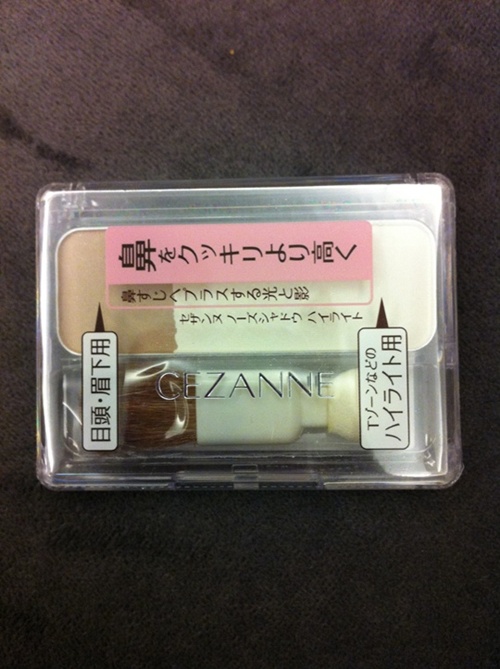 鼻をクッキリより高く
鼻すじへプラスする光と影
セザンヌ ノーズシャドウ ハイライト
目頭・眉下用
Tゾーンなどの
ハイライト用
CEZANNE